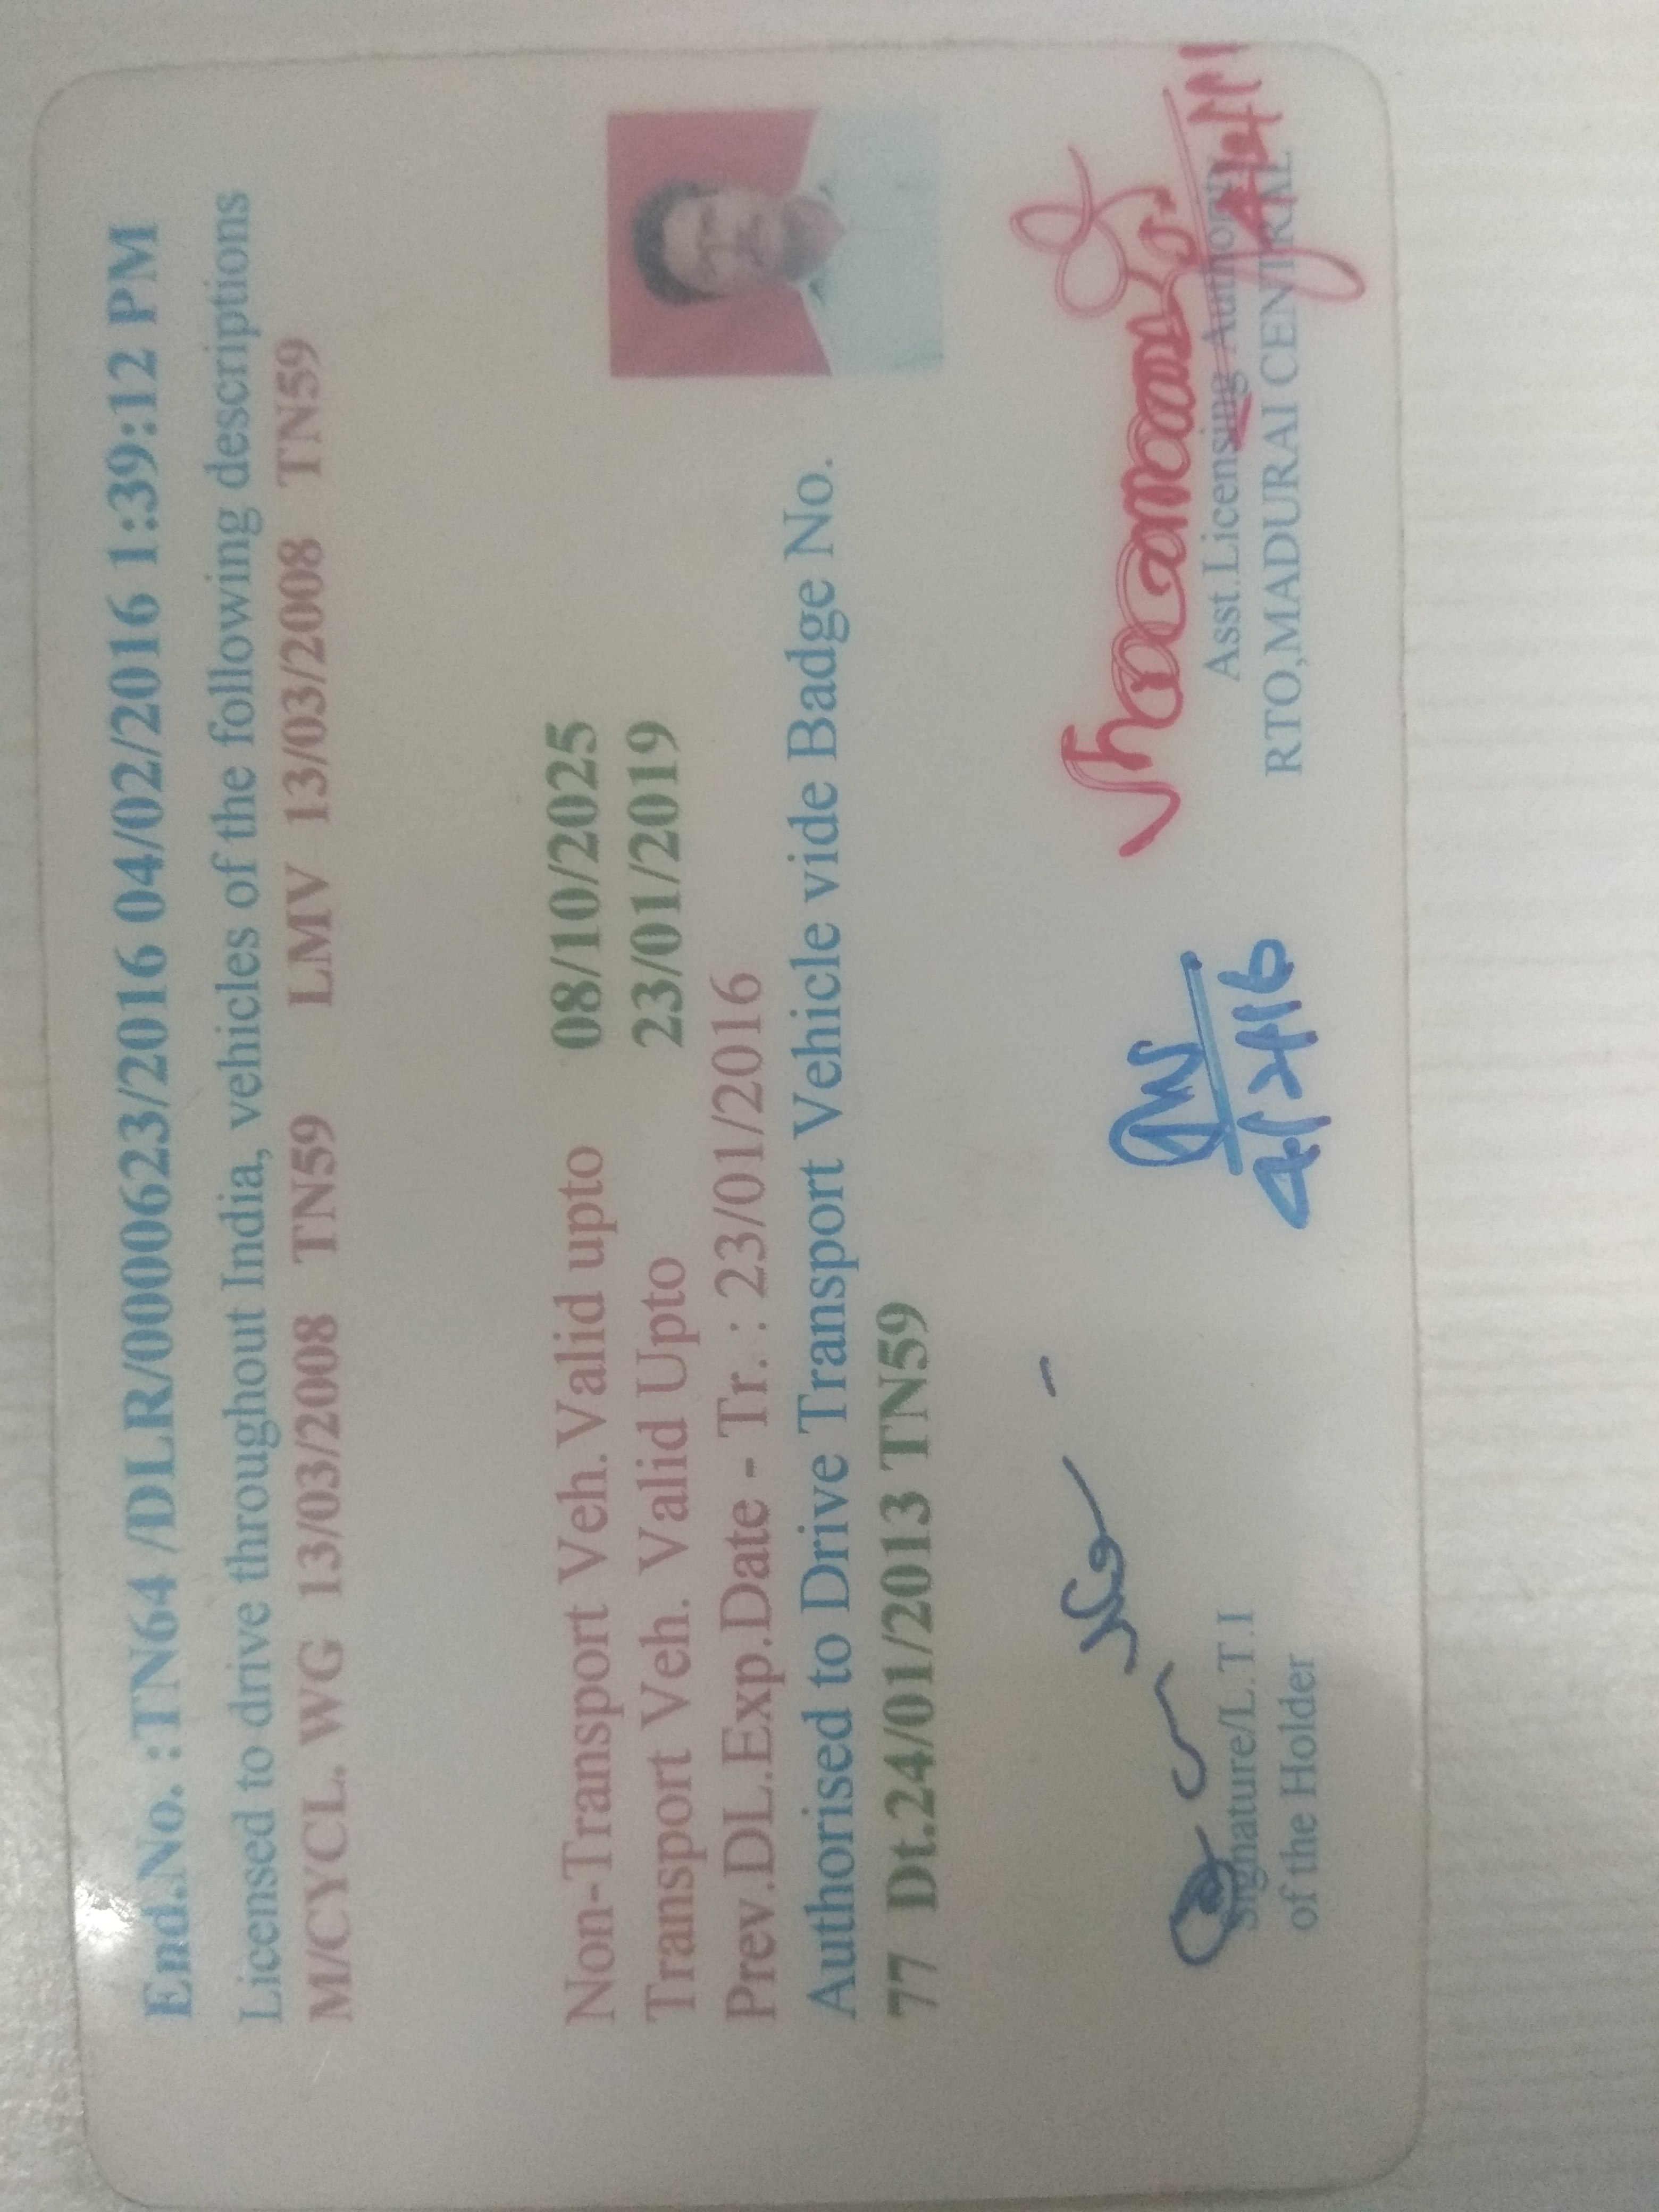 End.No. :TN64 /DLR/0000623/2016 04/02/2016 1:39:12 PM
Licensed to drive throughout India, vehicles of the following descriptions
M/CYCL. WG 13/03/2008 TN59 LMV 13/03/2008 TN59
Non-Transport Veh.Valid upto 08/10/2025
Transport Veh. Valid Upto 23/01/2019
Prev.DL.Exp.Date - Tr. : 23/01/2016
Authorised to Drive Transport Vehicle vide Badge No.
77 Dt.24/01/2013 TN59
4/2/16
Signature/L.T.I
of the Holder
Asst.Licensing Authority
RTO,MADURAI CENTRAL